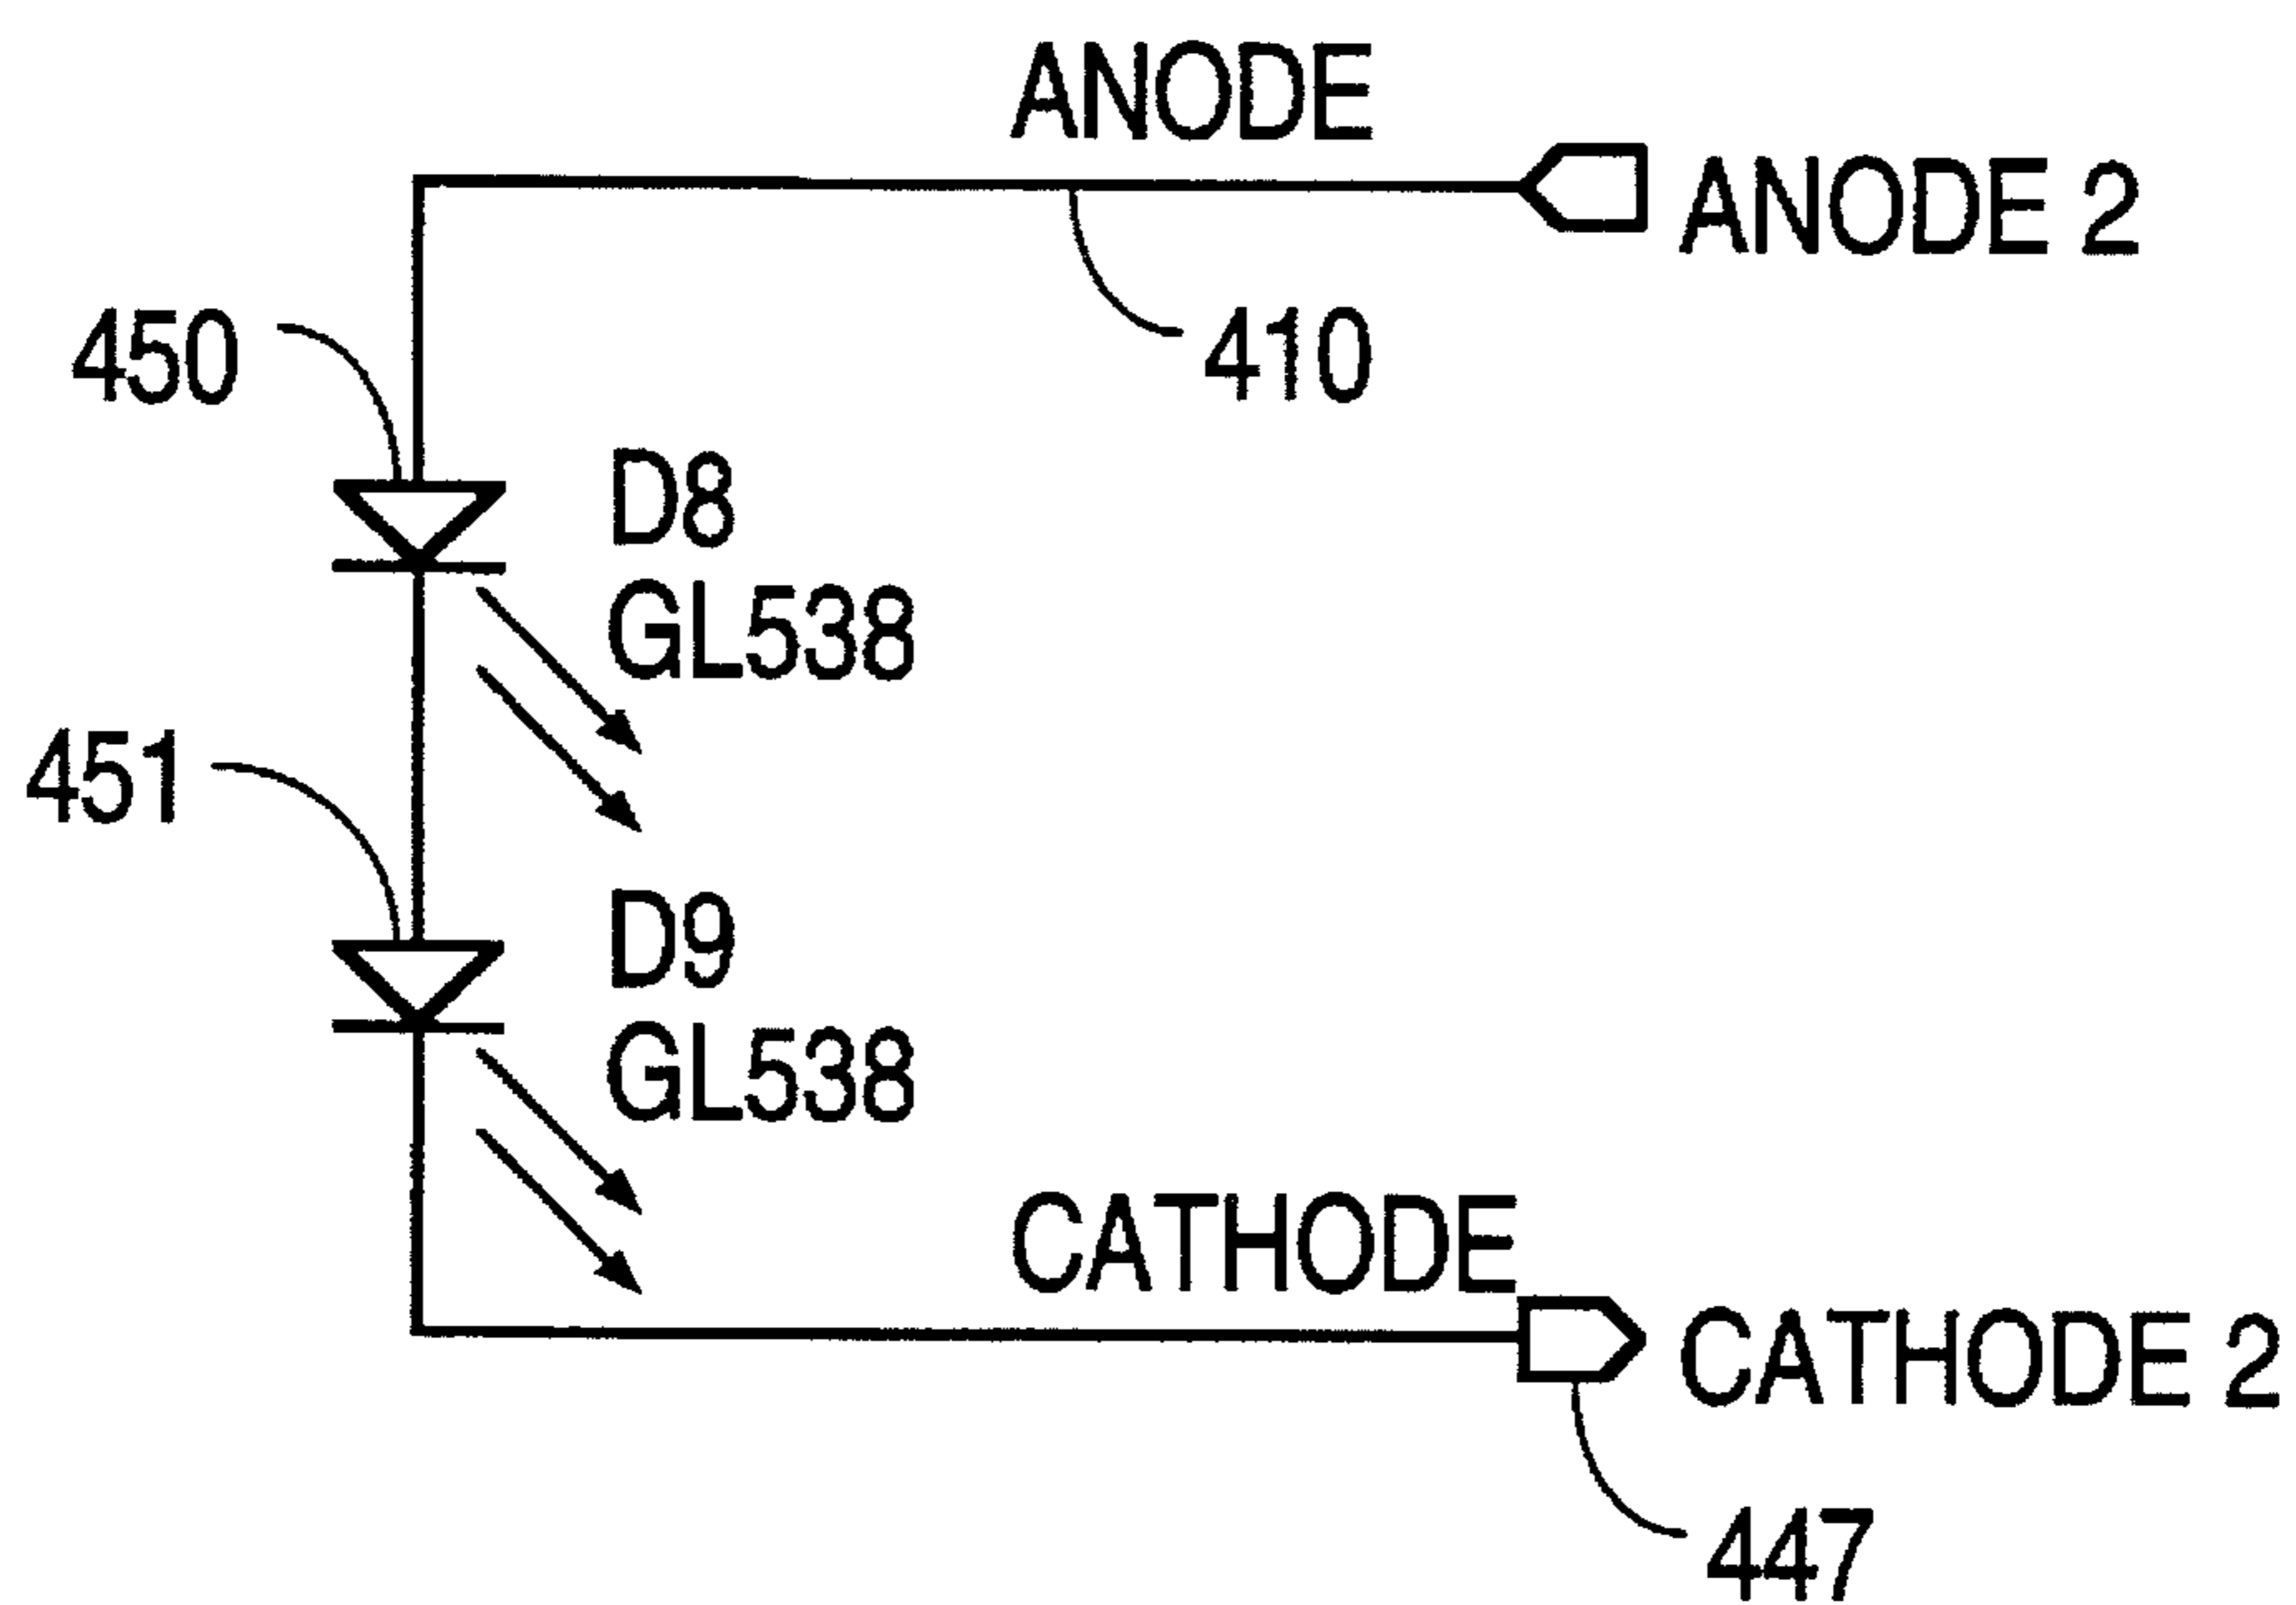 ANODE
ANODE 2
450
410
D8
GL538
451
D9
GL538
CATHODE
CATHODE 2
447